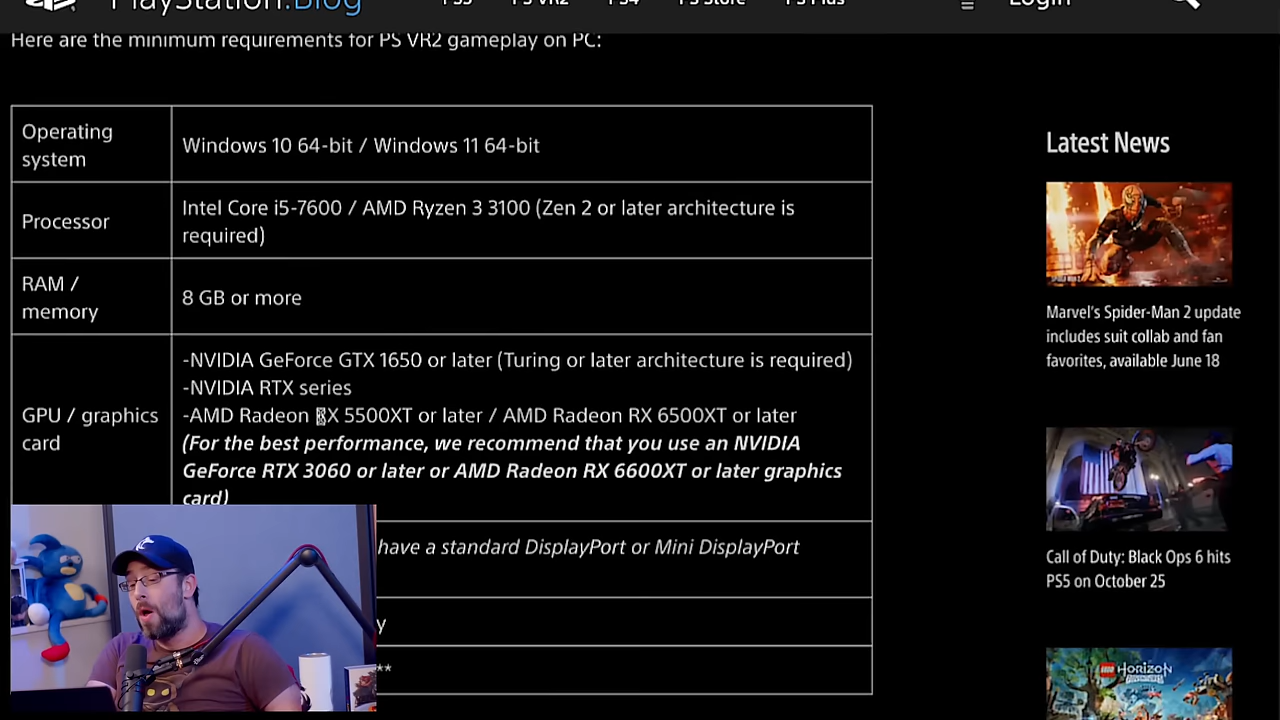 PlayStation.Blog
PS5 PS VR2 PS4 PS Store PS Plus
Login
Here are the minimum requirements for PS VR2 gameplay on PC:
Operating
system
Windows 10 64-bit / Windows 11 64-bit
Processor
Intel Core i5-7600 / AMD Ryzen 3 3100 (Zen 2 or later architecture is
required)
RAM /
memory
8 GB or more
GPU / graphics
card
-NVIDIA GeForce GTX 1650 or later (Turing or later architecture is required)
-NVIDIA RTX series
-AMD Radeon RX 5500XT or later / AMD Radeon RX 6500XT or later
(For the best performance, we recommend that you use an NVIDIA
GeForce RTX 3060 or later or AMD Radeon RX 6600XT or later graphics
card)
have a standard DisplayPort or Mini DisplayPort
y
**
Latest News
Marvel's Spider-Man 2 update
includes suit collab and fan
favorites, available June 18
Call of Duty: Black Ops 6 hits
PS5 on October 25
LEGO HORIZON